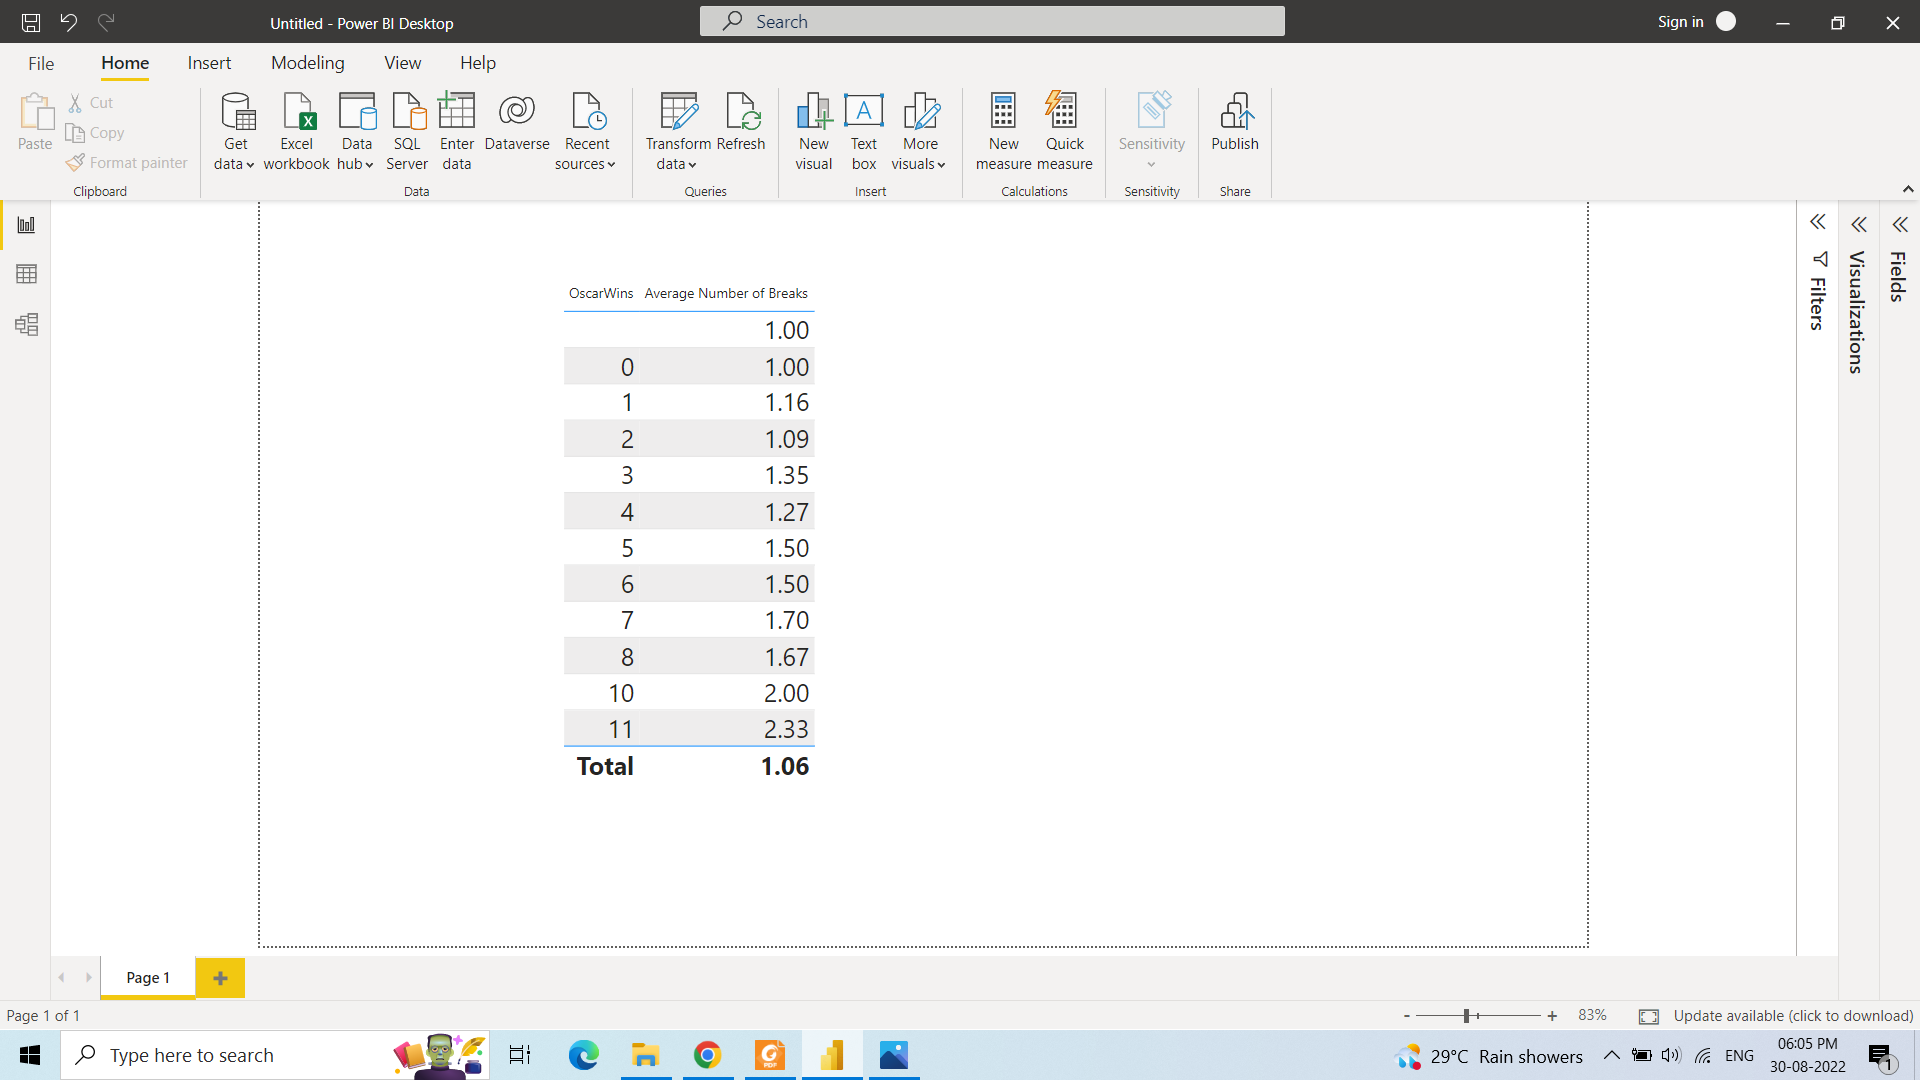 Untitled - Power BI Desktop
Search
Sign in
File Home Insert Modeling View Help
Paste
Cut
Copy
Format painter
Clipboard
Get data
Excel workbook
Data hub
SQL Server
Enter data
Dataverse
Recent sources
Data
Transform data
Refresh
Queries
New visual
Text box
More visuals
Insert
New measure
Quick measure
Calculations
Sensitivity
Sensitivity
Publish
Share
Filters
Visualizations
Fields
OscarWins Average Number of Breaks
1.00
0 1.00
1 1.16
2 1.09
3 1.35
4 1.27
5 1.50
6 1.50
7 1.70
8 1.67
10 2.00
11 2.33
Total 1.06
Page 1
Page 1 of 1
- + 83%
Update available (click to download)
Type here to search
29°C Rain showers
ENG
06:05 PM
30-08-2022
1